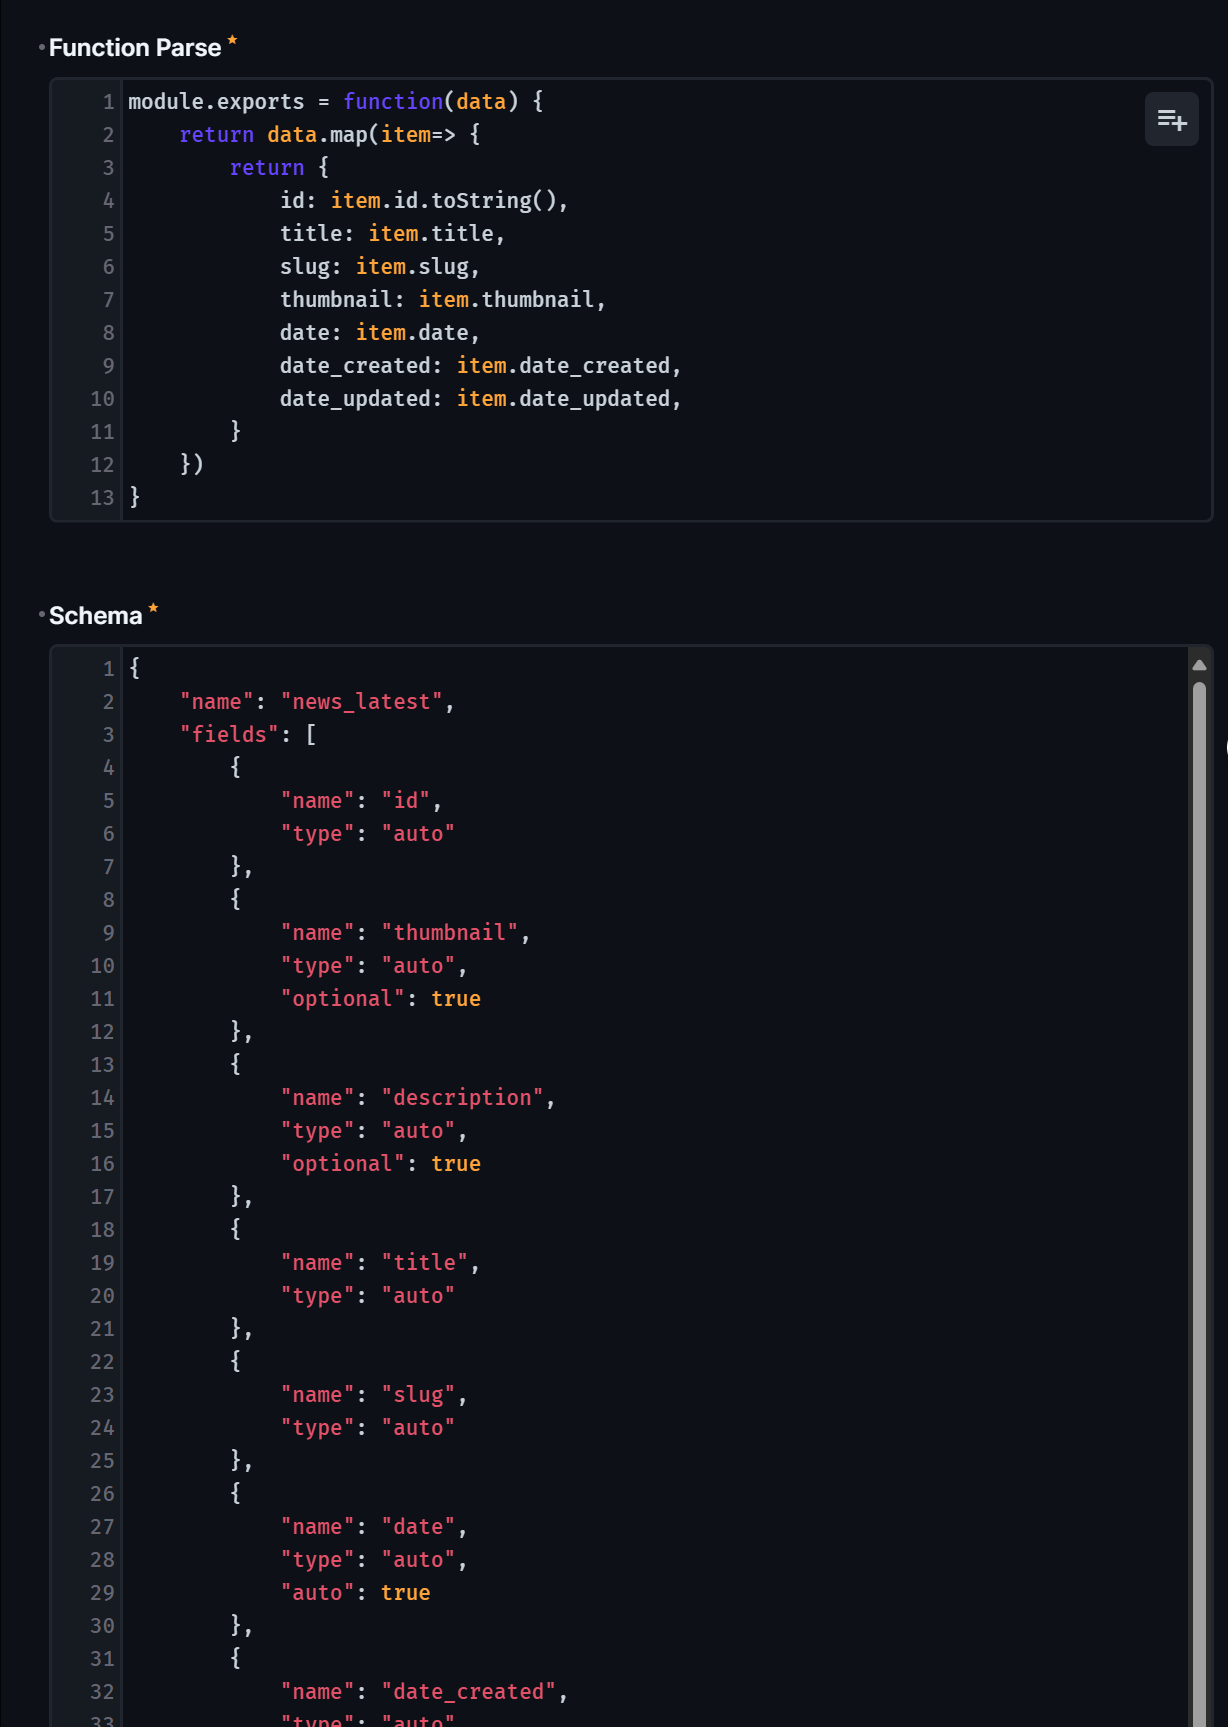 Function Parse
1 module.exports = function(data) {
2     return data.map(item=> {
3         return {
4             id: item.id.toString(),
5             title: item.title,
6             slug: item.slug,
7             thumbnail: item.thumbnail,
8             date: item.date,
9             date_created: item.date_created,
10             date_updated: item.date_updated,
11         }
12     })
13 }
Schema
1 {
2     "name": "news_latest",
3     "fields": [
4         {
5             "name": "id",
6             "type": "auto"
7         },
8         {
9             "name": "thumbnail",
10             "type": "auto",
11             "optional": true
12         },
13         {
14             "name": "description",
15             "type": "auto",
16             "optional": true
17         },
18         {
19             "name": "title",
20             "type": "auto"
21         },
22         {
23             "name": "slug",
24             "type": "auto"
25         },
26         {
27             "name": "date",
28             "type": "auto",
29             "auto": true
30         },
31         {
32             "name": "date_created",
33             "type": "auto"